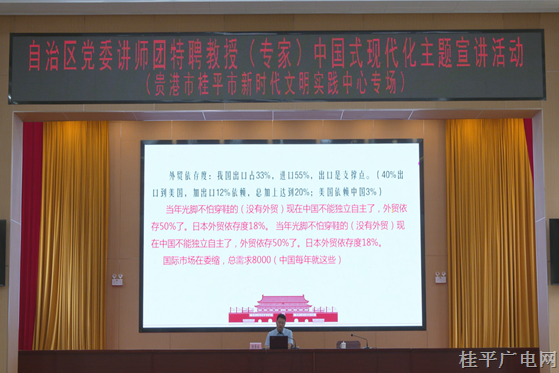 自治区党委讲师团特聘教授（专家）中国式现代化主题宣讲活动
（贵港市桂平市新时代文明实践中心专场）
外贸依存度：我国出口占33%，进口55%，出口是支撑点。（40%出
口到美国，加出口12%依赖，总加上达到20%；美国依赖中国3%）
当年光脚不怕穿鞋的（没有外贸）现在中国不能独立自主了，外贸依
存50%了。日本外贸依存度18%。 当年光脚不怕穿鞋的（没有外贸）现
在中国不能独立自主了，外贸依存50%了。日本外贸依存度18%。
国际市场在委缩，总需求8000（中国每年就这些）
桂平广电网